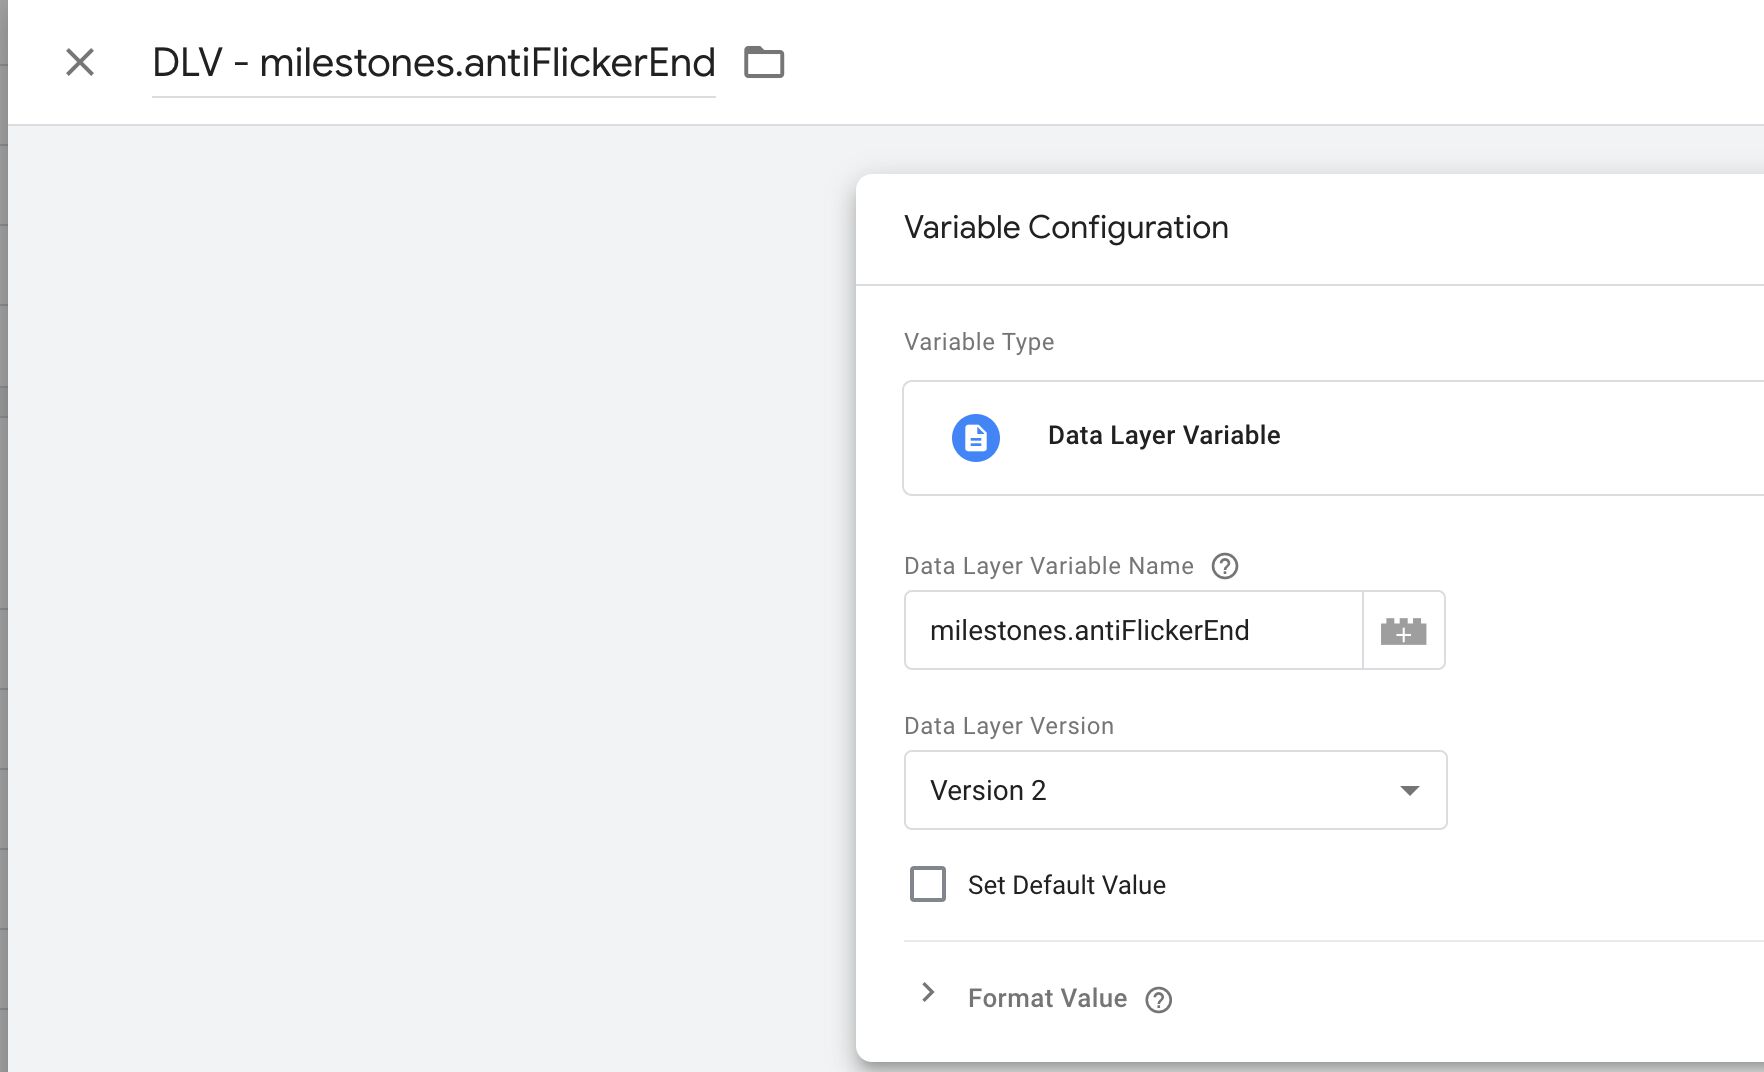 DLV - milestones.antiFlickerEnd
Variable Configuration
Variable Type
Data Layer Variable
Data Layer Variable Name
milestones.antiFlickerEnd
Data Layer Version
Version 2
Set Default Value
Format Value